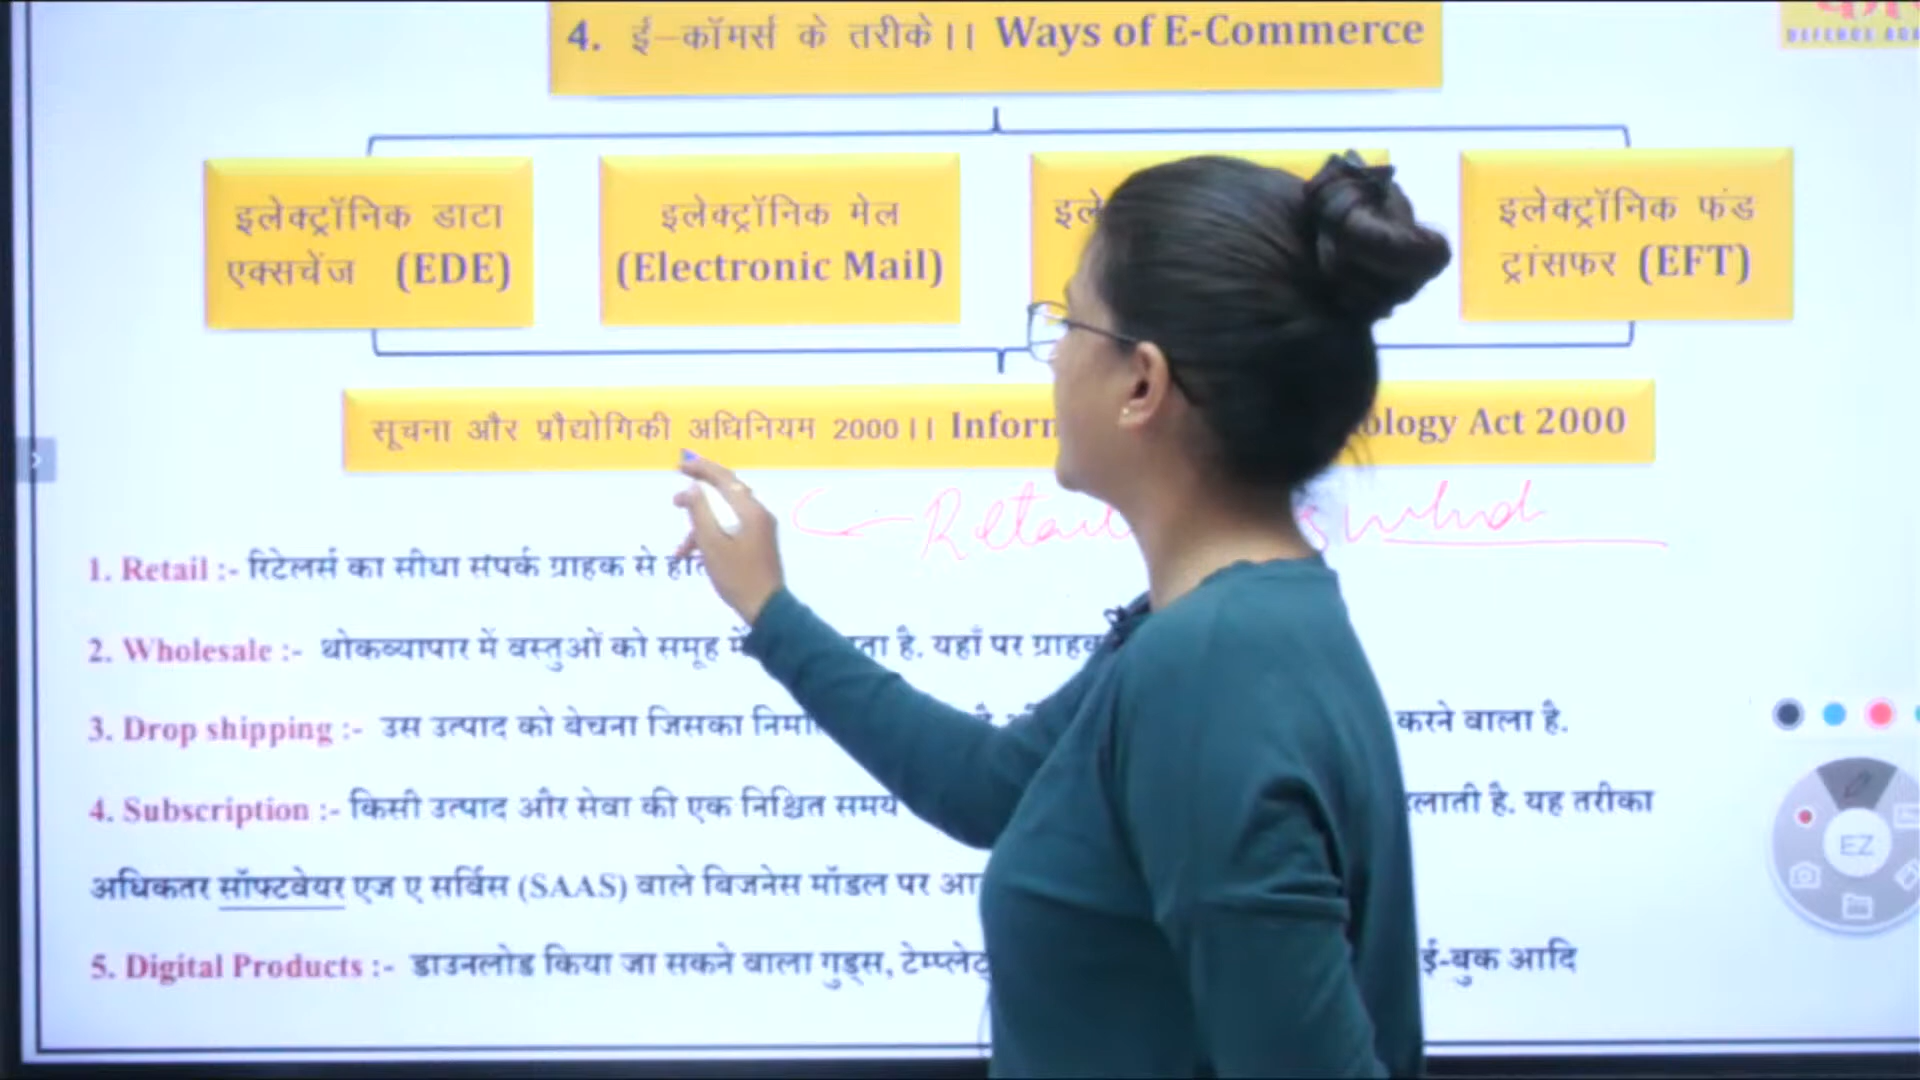 4. ई–कॉमर्स के तरीके।। Ways of E-Commerce
इलेक्ट्रॉनिक डाटा
एक्सचेंज (EDE)
इलेक्ट्रॉनिक मेल
(Electronic Mail)
इले
इलेक्ट्रॉनिक फंड
ट्रांसफर (EFT)
सूचना और प्रौद्योगिकी अधिनियम 2000।। Inform ology Act 2000
Retail
1. Retail :- रिटेलर्स का सीधा संपर्क ग्राहक से
2. Wholesale :- थोकव्यापार में वस्तुओं को समूह में ता है. यहाँ पर ग्राहक
3. Drop shipping :- उस उत्पाद को बेचना जिसका निर्मा करने वाला है.
4. Subscription :- किसी उत्पाद और सेवा की एक निश्चित समय लाती है. यह तरीका
अधिकतर सॉफ्टवेयर एज ए सर्विस (SAAS) वाले बिजनेस मॉडल पर आ
5. Digital Products :- डाउनलोड किया जा सकने वाला गुड्स, टेम्प्लेट् ई-बुक आदि
EZ